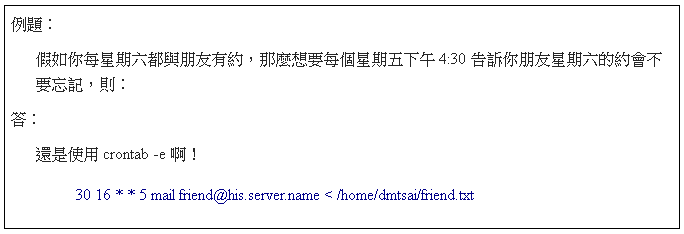 例題：
假如你每星期六都與朋友有約，那麼想要每個星期五下午 4:30 告訴你朋友星期六的約會不
要忘記，則：
答：
還是使用 crontab -e 啊！
30 16 * * 5 mail friend@his.server.name < /home/dmtsai/friend.txt